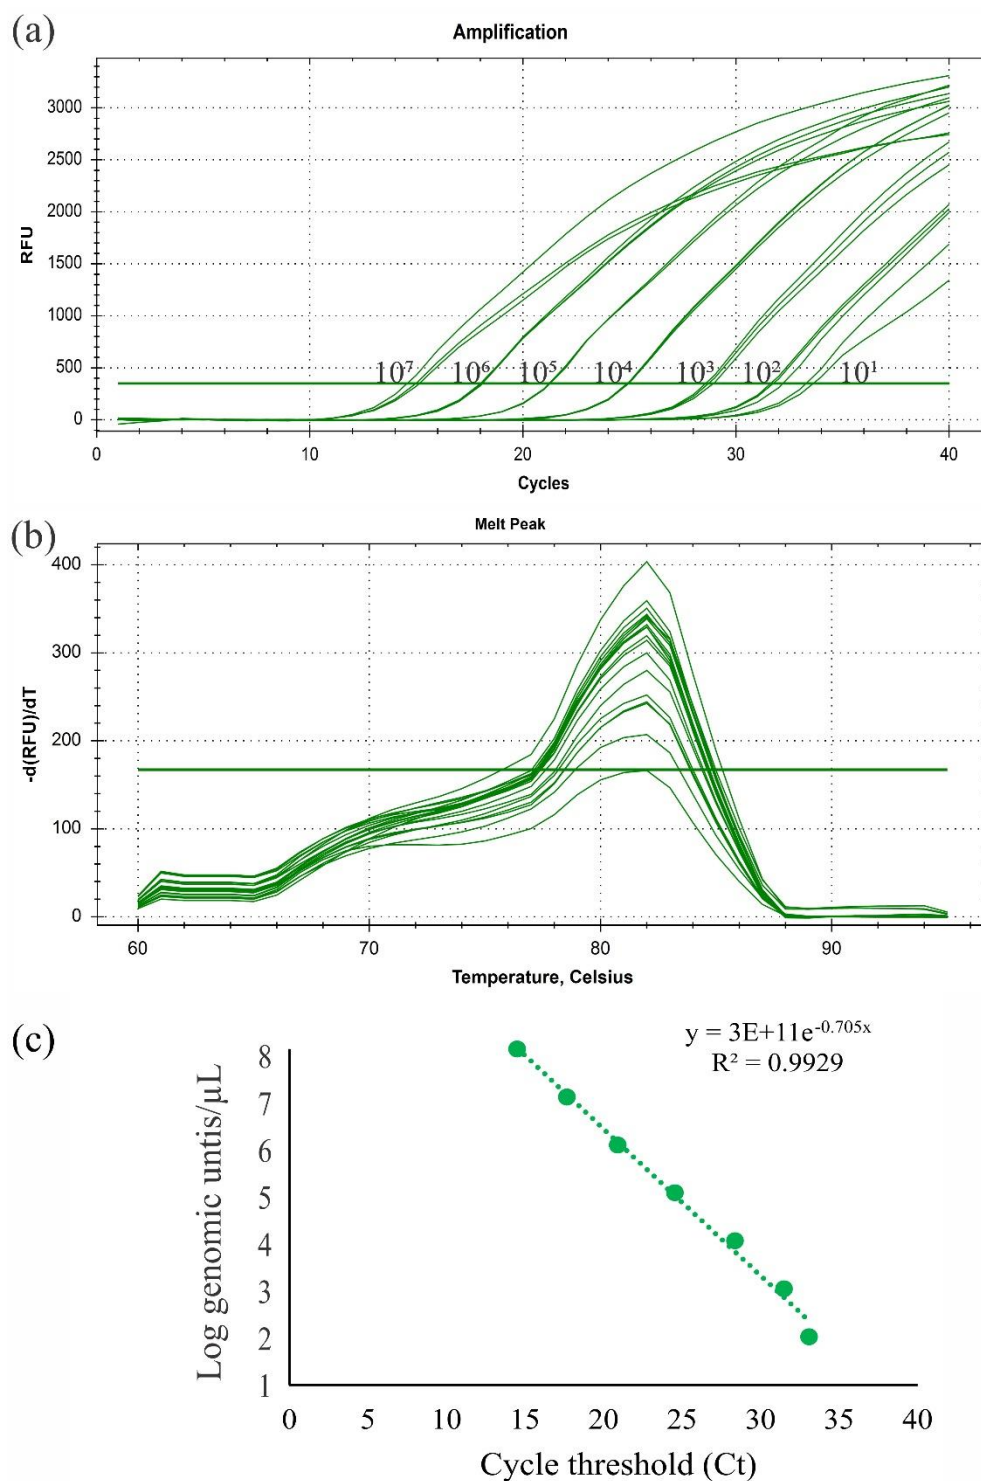 (a)
Amplification
3000
2500
2000
1500
1000
500
0
RFU
10⁷ 10⁶ 10⁵ 10⁴ 10³ 10² 10¹
0 10 20 30 40
Cycles
(b)
Melt Peak
400
300
200
100
0
-d(RFU)/dT
60 70 80 90
Temperature, Celsius
(c)
y = 3E+11e^-0.705x
R² = 0.9929
8
7
6
5
4
3
2
1
Log genomic untis/µL
0 5 10 15 20 25 30 35 40
Cycle threshold (Ct)